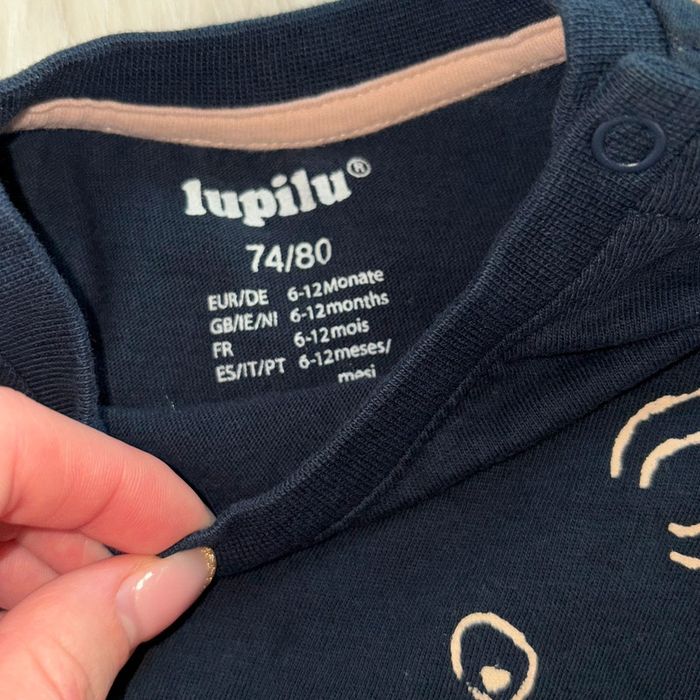 lupilu®
74/80
EUR/DE 6-12Monate
GB/IE/NI 6-12months
FR 6-12mois
ES/IT/PT 6-12meses/
mesi